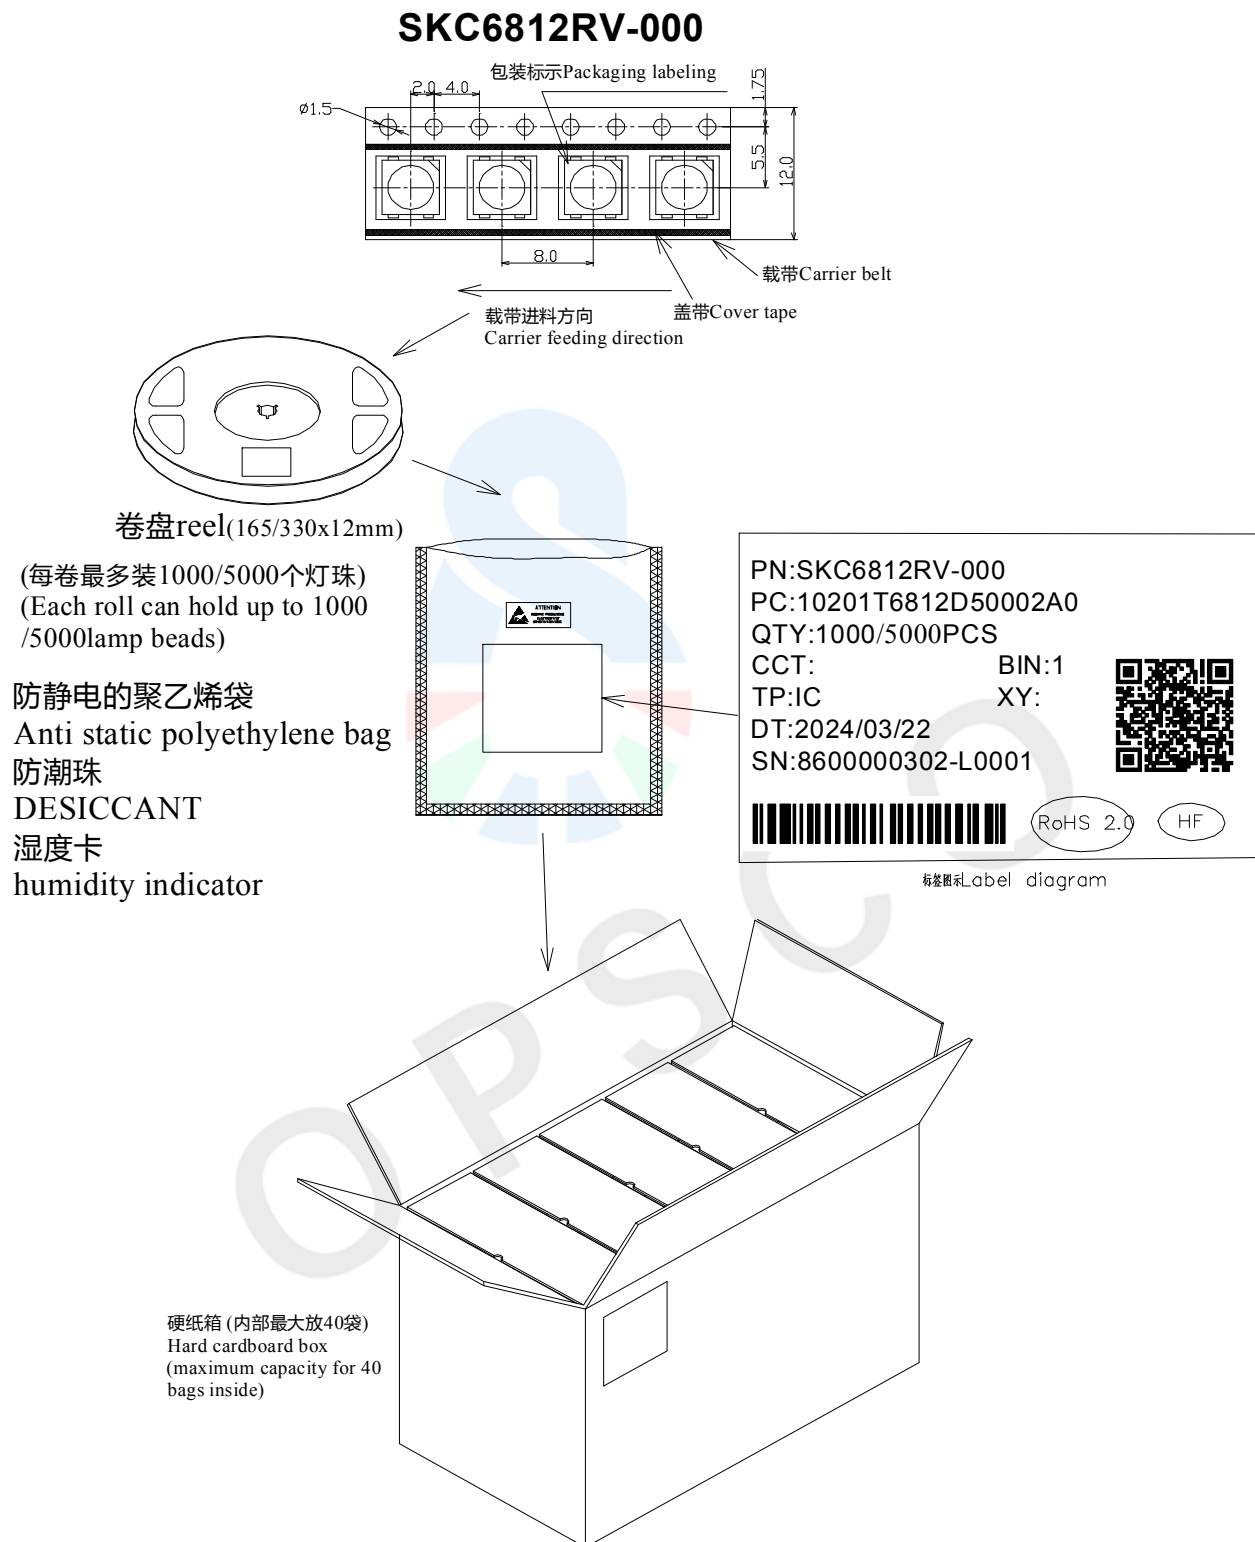 SKC6812RV-000
包装标示Packaging labeling
2.0
4.0
1.75
ø1.5
5.5
12.0
8.0
载带Carrier belt
盖带Cover tape
载带进料方向
Carrier feeding direction
卷盘reel(165/330x12mm)
(每卷最多装1000/5000个灯珠)
(Each roll can hold up to 1000
/5000lamp beads)
防静电的聚乙烯袋
Anti static polyethylene bag
防潮珠
DESICCANT
湿度卡
humidity indicator
ATTENTION
PN:SKC6812RV-000
PC:10201T6812D50002A0
QTY:1000/5000PCS
CCT: BIN:1
TP:IC XY:
DT:2024/03/22
SN:8600000302-L0001
RoHS 2.0
HF
标签图示Label diagram
OPSCO
硬纸箱 (内部最大放40袋)
Hard cardboard box
(maximum capacity for 40
bags inside)